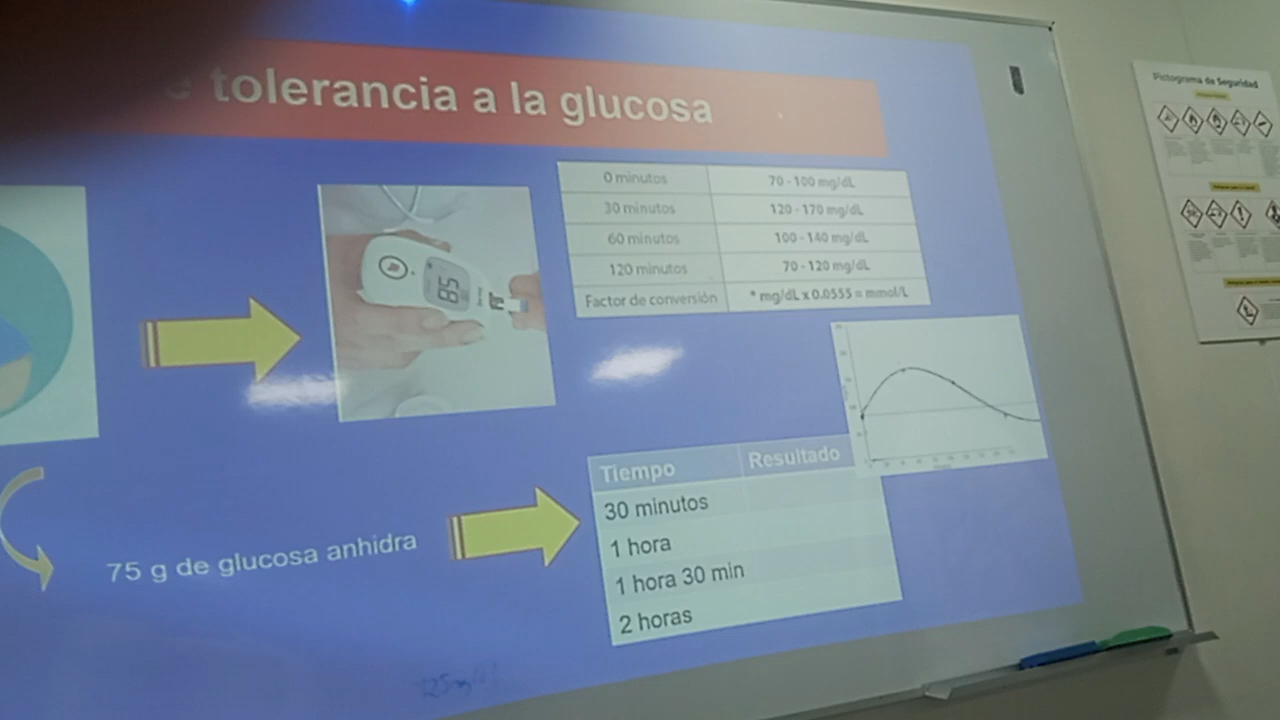 tolerancia a la glucosa
0 minutos 70 - 100 mg/dL
30 minutos 120 - 170 mg/dL
60 minutos 100 - 140 mg/dL
120 minutos 70 - 120 mg/dL
Factor de conversión * mg/dL x 0.0555 = mmol/L
85
Tiempo Resultado
30 minutos
1 hora
1 hora 30 min
2 horas
75 g de glucosa anhidra
Pictograma de Seguridad